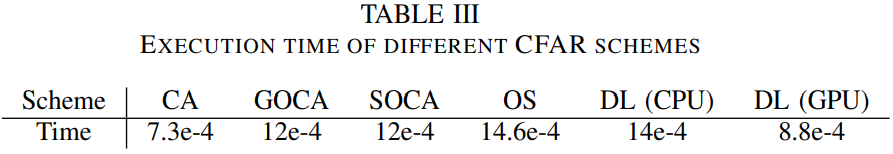 TABLE III
EXECUTION TIME OF DIFFERENT CFAR SCHEMES
Scheme CA GOCA SOCA OS DL (CPU) DL (GPU)
Time 7.3e-4 12e-4 12e-4 14.6e-4 14e-4 8.8e-4